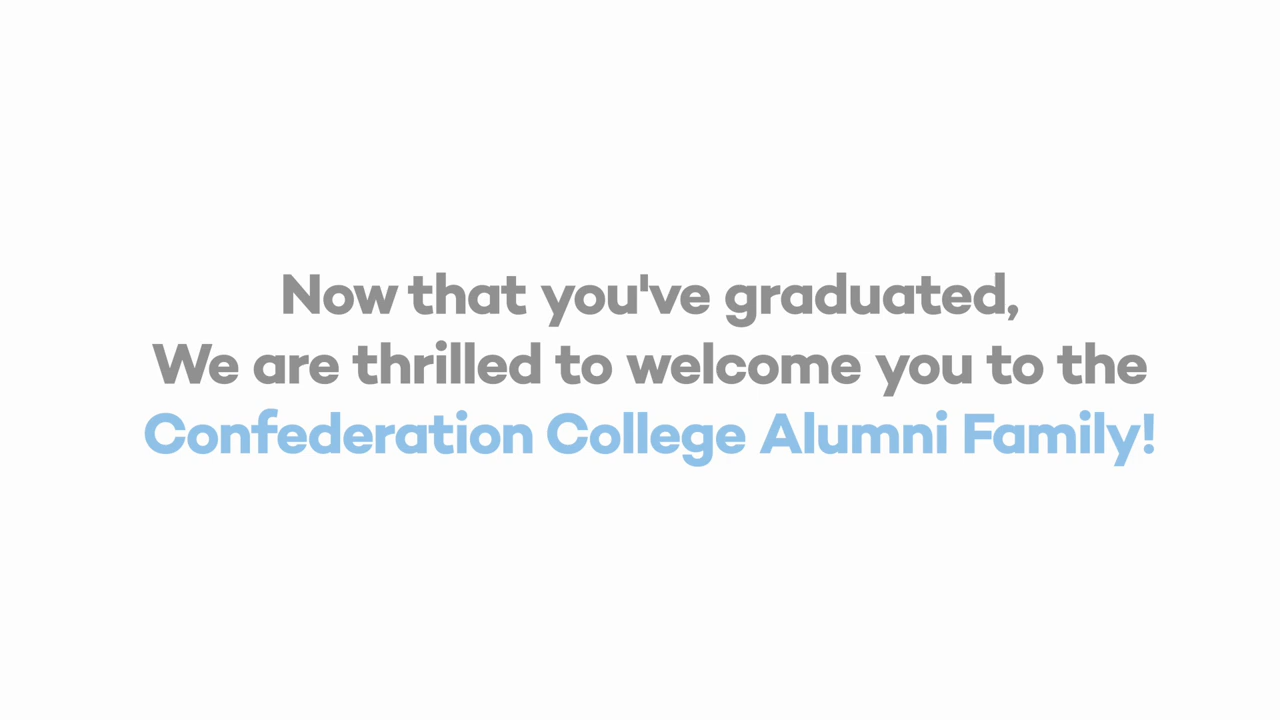 Now that you've graduated,
We are thrilled to welcome you to the
Confederation College Alumni Family!